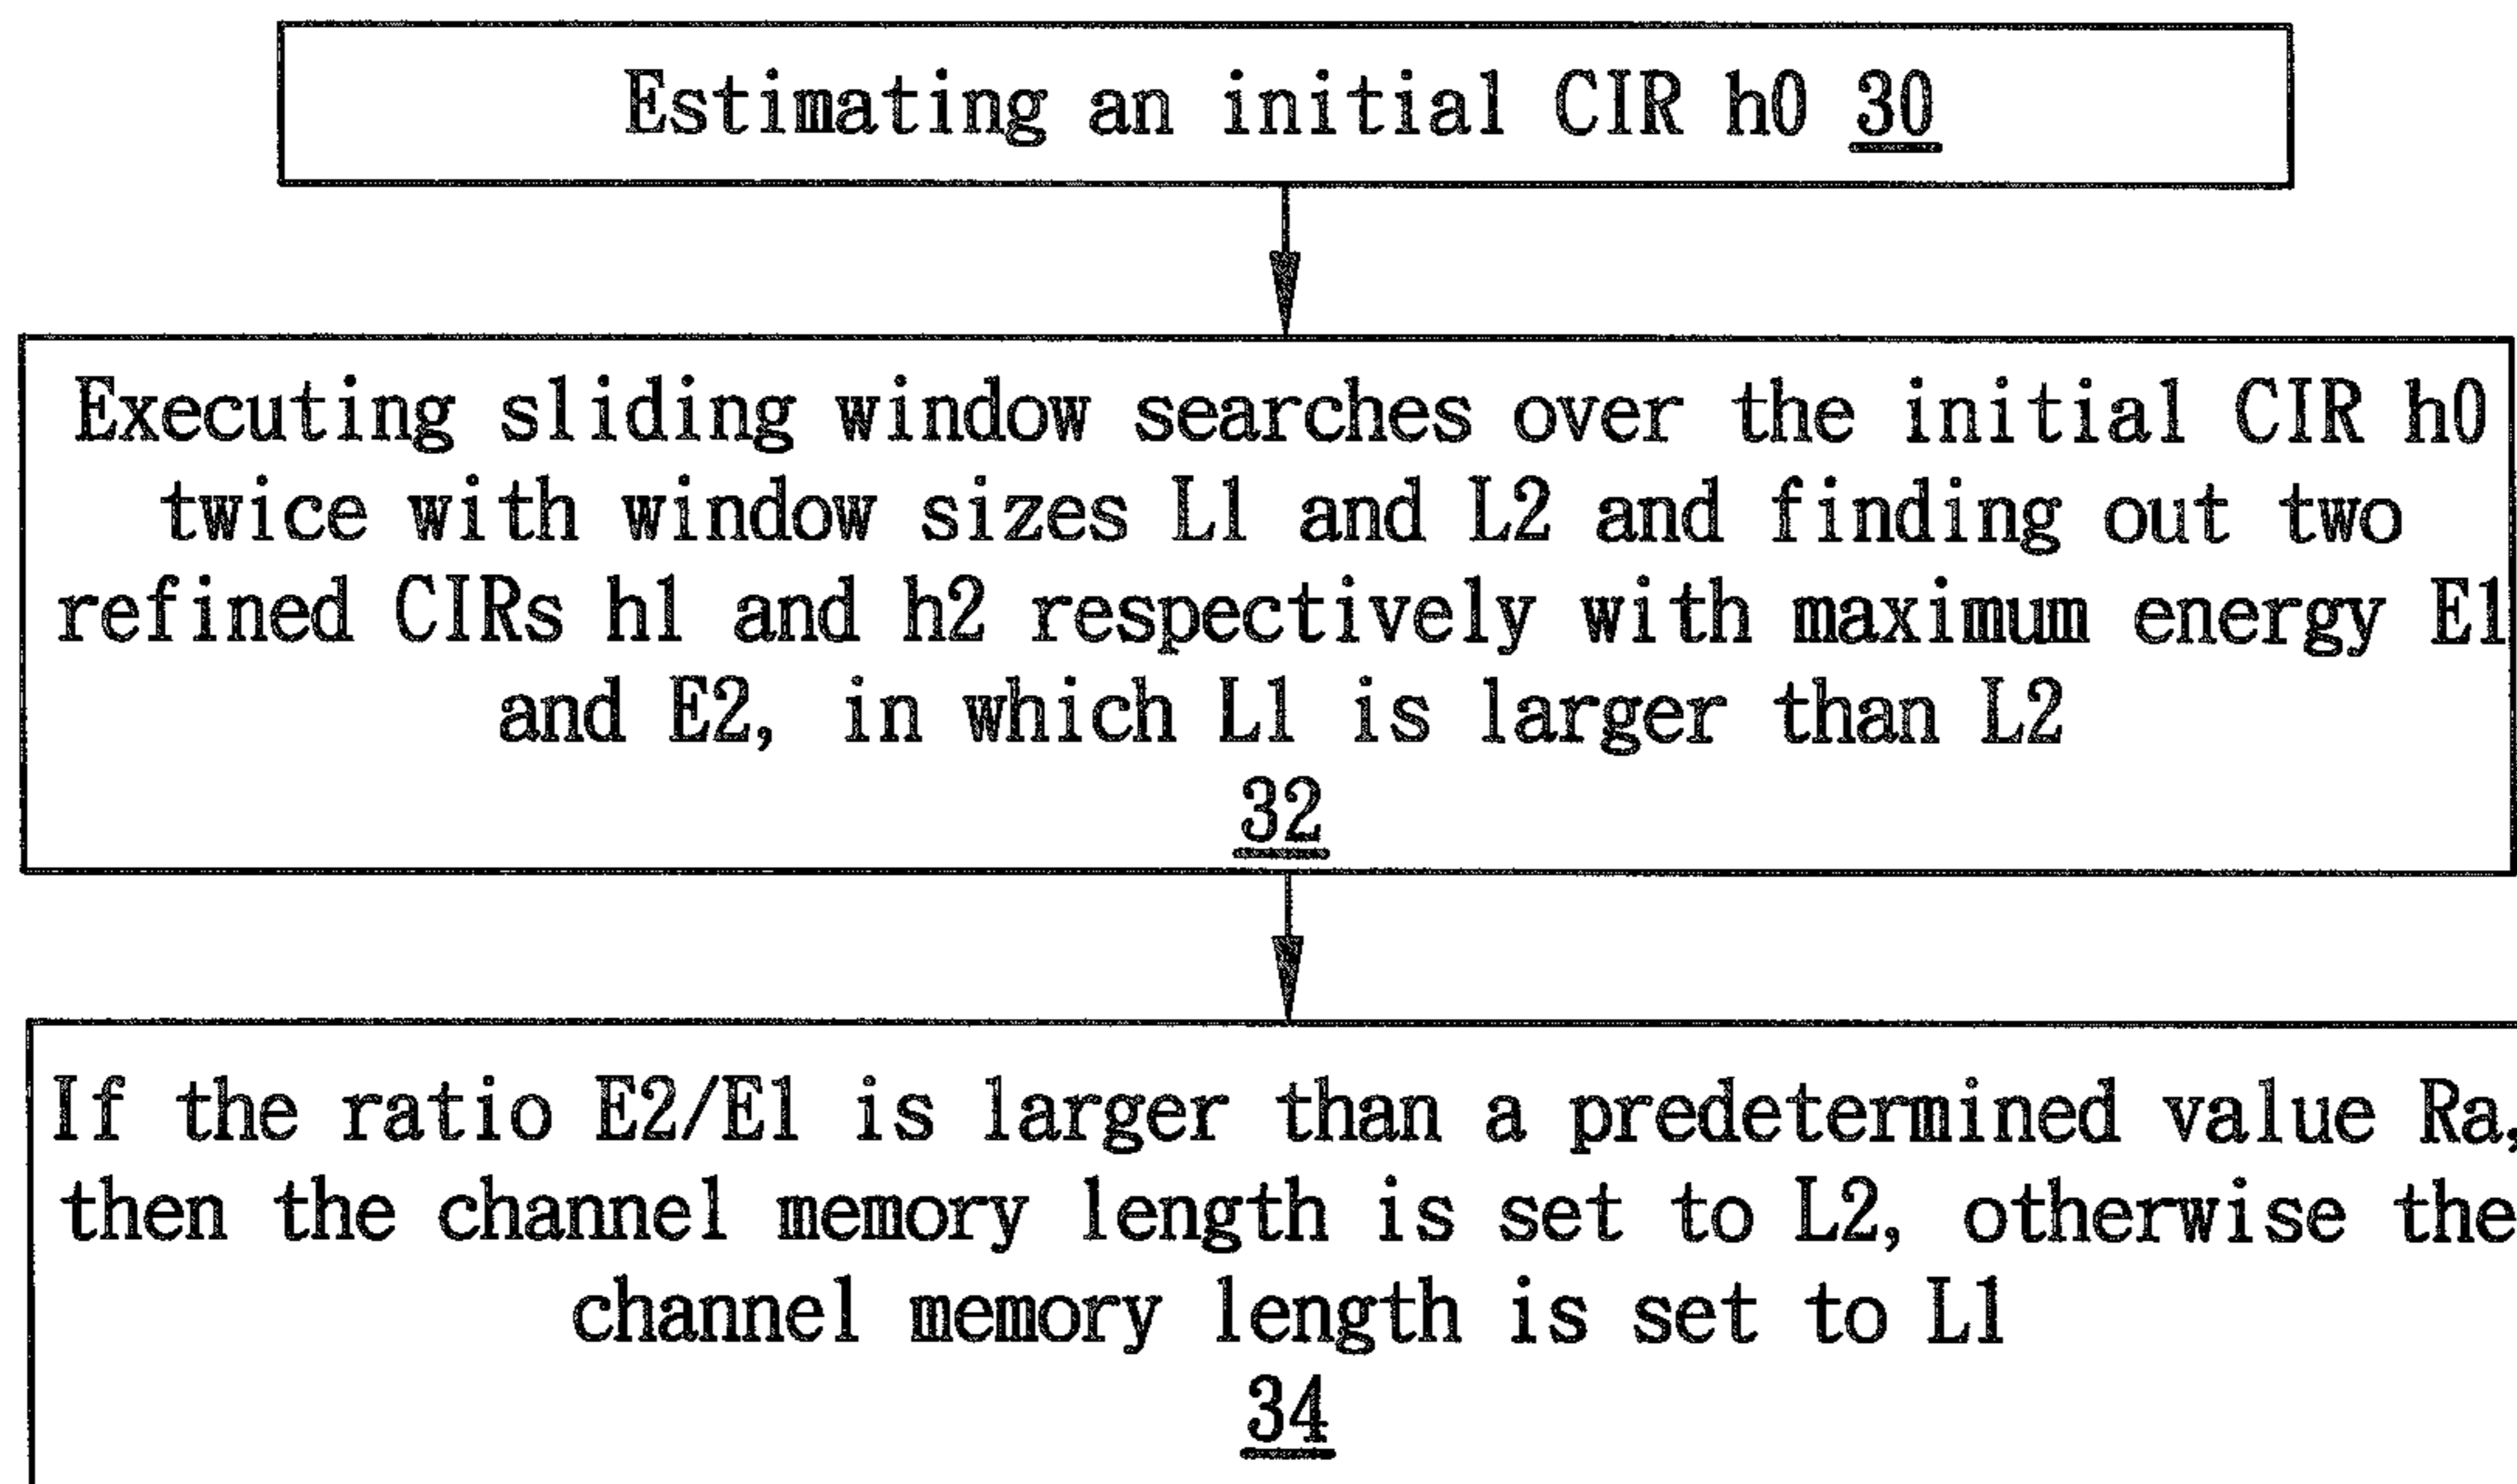 Estimating an initial CIR h0 30
Executing sliding window searches over the initial CIR h0
twice with window sizes L1 and L2 and finding out two
refined CIRs h1 and h2 respectively with maximum energy E1
and E2, in which L1 is larger than L2
32
If the ratio E2/E1 is larger than a predetermined value Ra,
then the channel memory length is set to L2, otherwise the
channel memory length is set to L1
34